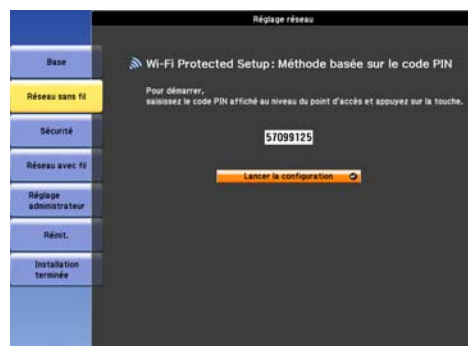 Réglage réseau
Base
Réseau sans fil
Sécurité
Réseau avec fil
Réglage
administrateur
Réinit.
Installation
terminée
Wi-Fi Protected Setup: Méthode basée sur le code PIN
Pour démarrer,
saisissez le code PIN affiché au niveau du point d'accès et appuyez sur la touche.
57099125
Lancer la configuration